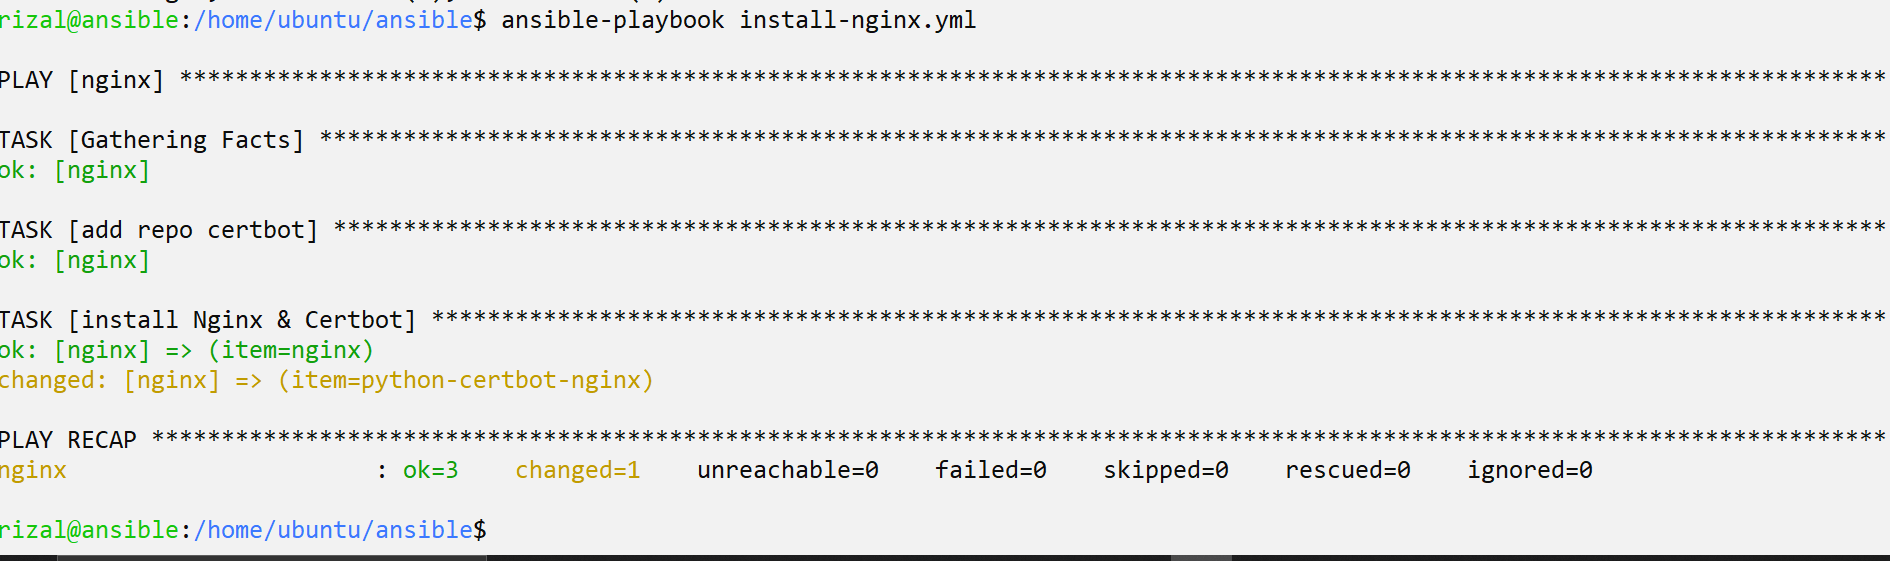 rizal@ansible:/home/ubuntu/ansible$ ansible-playbook install-nginx.yml
PLAY [nginx] **************************************************************************************************************************
TASK [Gathering Facts] ****************************************************************************************************************
ok: [nginx]
TASK [add repo certbot] ***************************************************************************************************************
ok: [nginx]
TASK [install Nginx & Certbot] ********************************************************************************************************
ok: [nginx] => (item=nginx)
changed: [nginx] => (item=python-certbot-nginx)
PLAY RECAP ****************************************************************************************************************************
nginx                      : ok=3    changed=1    unreachable=0    failed=0    skipped=0    rescued=0    ignored=0
rizal@ansible:/home/ubuntu/ansible$